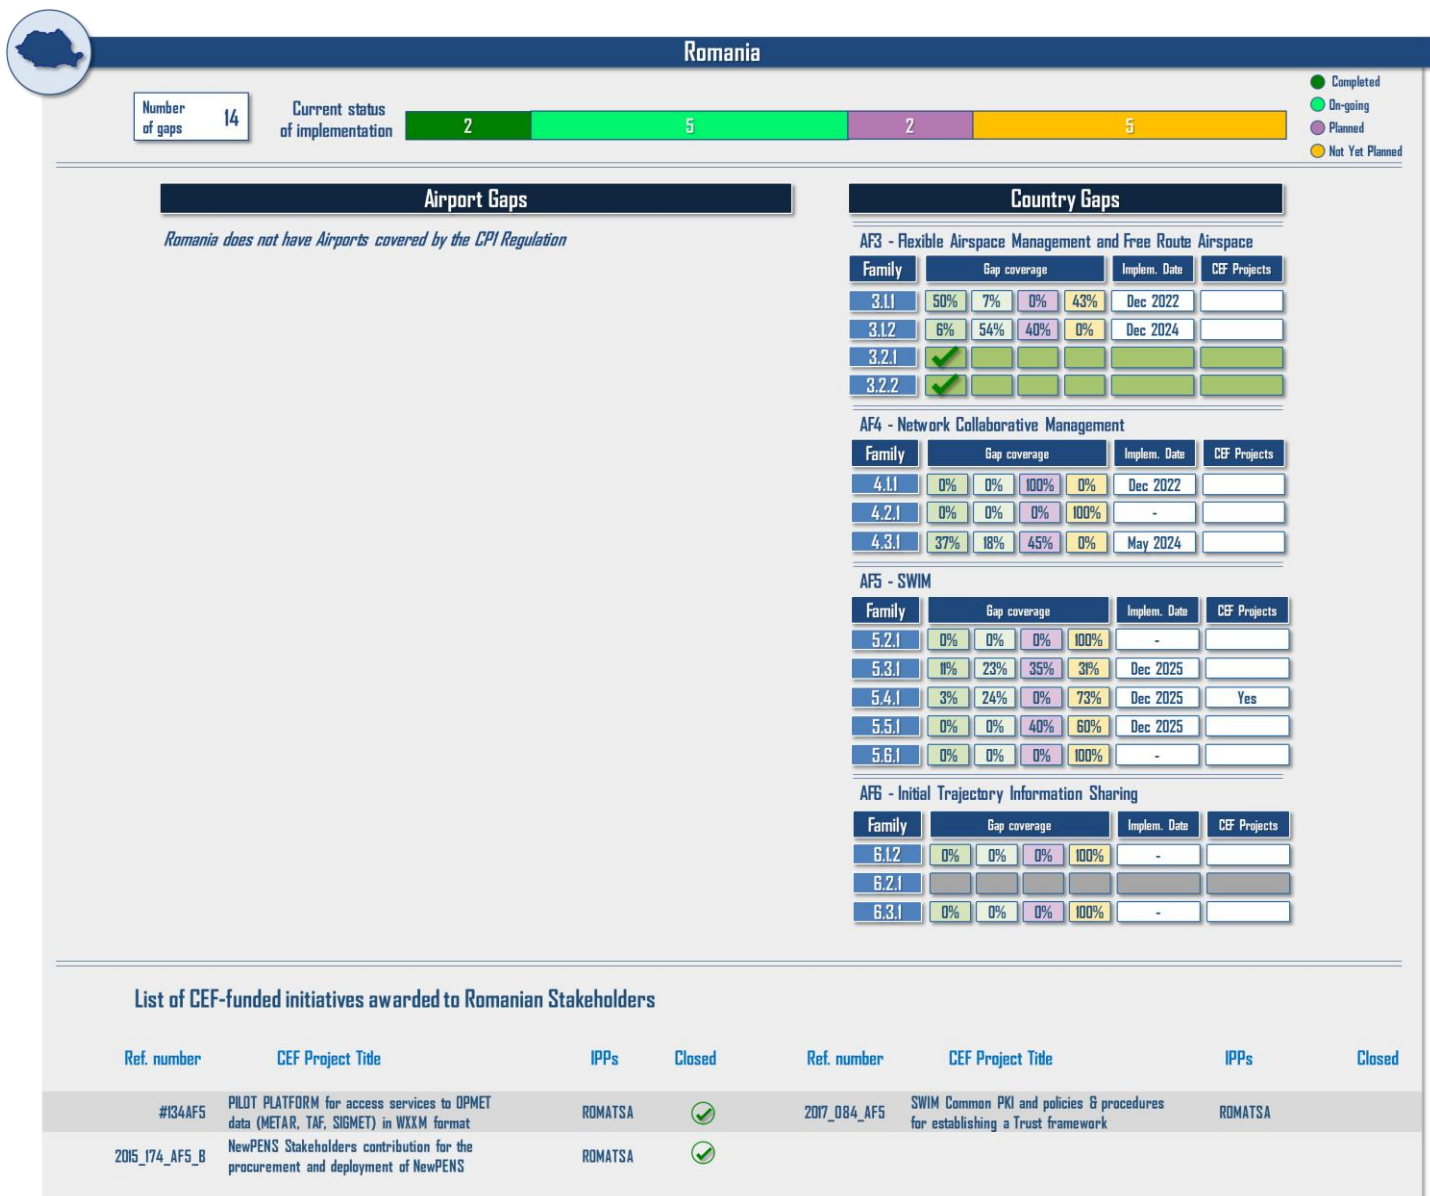 Romania
Number of gaps 14
Current status of implementation
2 5 2 5
Completed
On-going
Planned
Not Yet Planned
Airport Gaps
Romania does not have Airports covered by the CP1 Regulation
Country Gaps
AF3 - Flexible Airspace Management and Free Route Airspace
Family Gap coverage Implem. Date CEF Projects
3.1.1 50% 7% 0% 43% Dec 2022
3.1.2 6% 54% 40% 0% Dec 2024
3.2.1
3.2.2
AF4 - Network Collaborative Management
Family Gap coverage Implem. Date CEF Projects
4.1.1 0% 0% 100% 0% Dec 2022
4.2.1 0% 0% 0% 100% -
4.3.1 37% 18% 45% 0% May 2024
AF5 - SWIM
Family Gap coverage Implem. Date CEF Projects
5.2.1 0% 0% 0% 100% -
5.3.1 11% 23% 35% 31% Dec 2025
5.4.1 3% 24% 0% 73% Dec 2025 Yes
5.5.1 0% 0% 40% 60% Dec 2025
5.6.1 0% 0% 0% 100% -
AF6 - Initial Trajectory Information Sharing
Family Gap coverage Implem. Date CEF Projects
6.1.2 0% 0% 0% 100% -
6.2.1
6.3.1 0% 0% 0% 100% -
List of CEF-funded initiatives awarded to Romanian Stakeholders
Ref. number CEF Project Title IPPs Closed
#134AF5 PILOT PLATFORM for access services to OPMET
data (METAR, TAF, SIGMET) in WXXM format ROMATSA
2015_174_AF5_B NewPENS Stakeholders contribution for the
procurement and deployment of NewPENS ROMATSA
Ref. number CEF Project Title IPPs Closed
2017_084_AF5 SWIM Common PKI and policies & procedures
for establishing a Trust framework ROMATSA